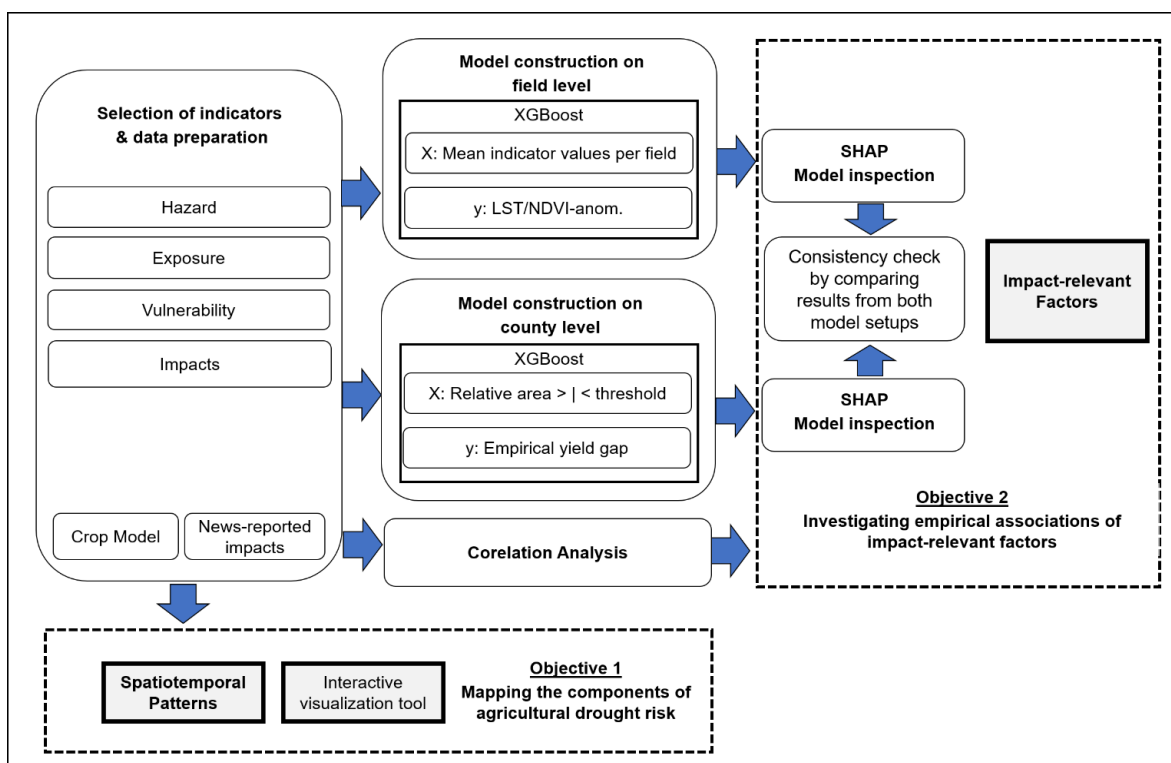 Selection of indicators
& data preparation
Hazard
Exposure
Vulnerability
Impacts
Crop Model
News-reported
impacts
Model construction on
field level
XGBoost
X: Mean indicator values per field
y: LST/NDVI-anom.
Model construction on
county level
XGBoost
X: Relative area > | < threshold
y: Empirical yield gap
Corelation Analysis
SHAP
Model inspection
Consistency check
by comparing
results from both
model setups
SHAP
Model inspection
Impact-relevant
Factors
Objective 2
Investigating empirical associations of
impact-relevant factors
Spatiotemporal
Patterns
Interactive
visualization tool
Objective 1
Mapping the components of
agricultural drought risk